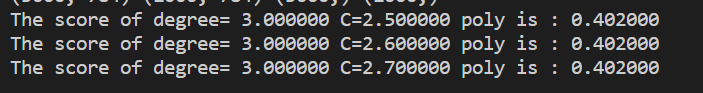 The score of degree= 3.000000 C=2.500000 poly is : 0.402000
The score of degree= 3.000000 C=2.600000 poly is : 0.402000
The score of degree= 3.000000 C=2.700000 poly is : 0.402000